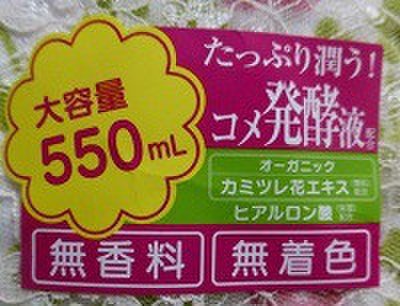 大容量
550mL
たっぷり潤う!
コメ発酵液配合
オーガニック
カミツレ花エキス
ヒアルロン酸
無香料
無着色